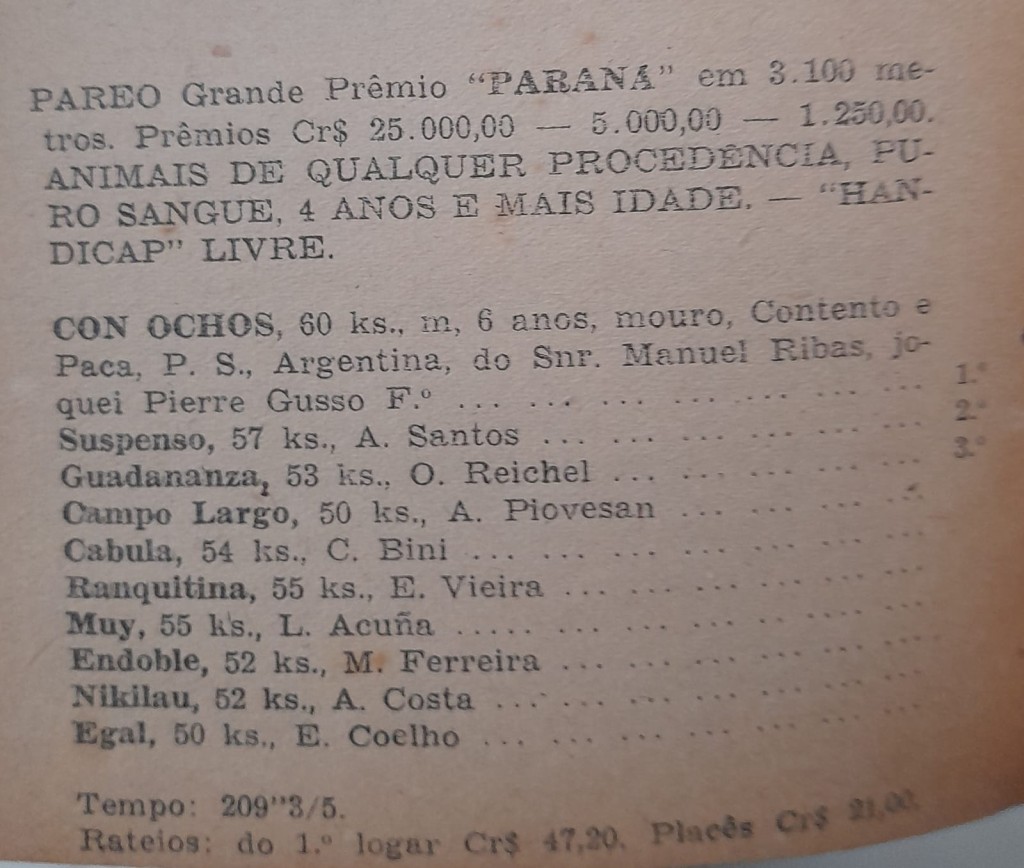 PAREO Grande Prêmio “PARANÁ” em 3.100 me-
tros. Prêmios Cr$ 25.000,00 — 5.000,00 — 1.250,00.
ANIMAIS DE QUALQUER PROCEDÊNCIA, PU-
RO SANGUE, 4 ANOS E MAIS IDADE. — “HAN-
DICAP” LIVRE.
CON OCHOS, 60 ks., m, 6 anos, mouro, Contento e
Paca, P. S., Argentina, do Snr. Manuel Ribas, jo-
quei Pierre Gusso F.º ... ... ... ... ... ... ... 1.º
Suspenso, 57 ks., A. Santos ... ... ... ... ... ... 2.º
Guadananza, 53 ks., O. Reichel ... ... ... ... ... 3.º
Campo Largo, 50 ks., A. Piovesan ... ... ... ...
Cabula, 54 ks., C. Bini ... ... ... ... ... ... ...
Ranquitina, 55 ks., E. Vieira ... ... ... ... ... ...
Muy, 55 ks., L. Acuña ..... ... ... ... ... ... ...
Endoble, 52 ks., M. Ferreira ... ... ... ... ... ...
Nikilau, 52 ks., A. Costa ... ... ... ... ... ... ...
Egal, 50 ks., E. Coelho ... ... ... ... ... ... ...
Tempo: 209"3/5.
Rateios: do 1.º logar Cr$ 47,20. Placês Cr$ 21,00.